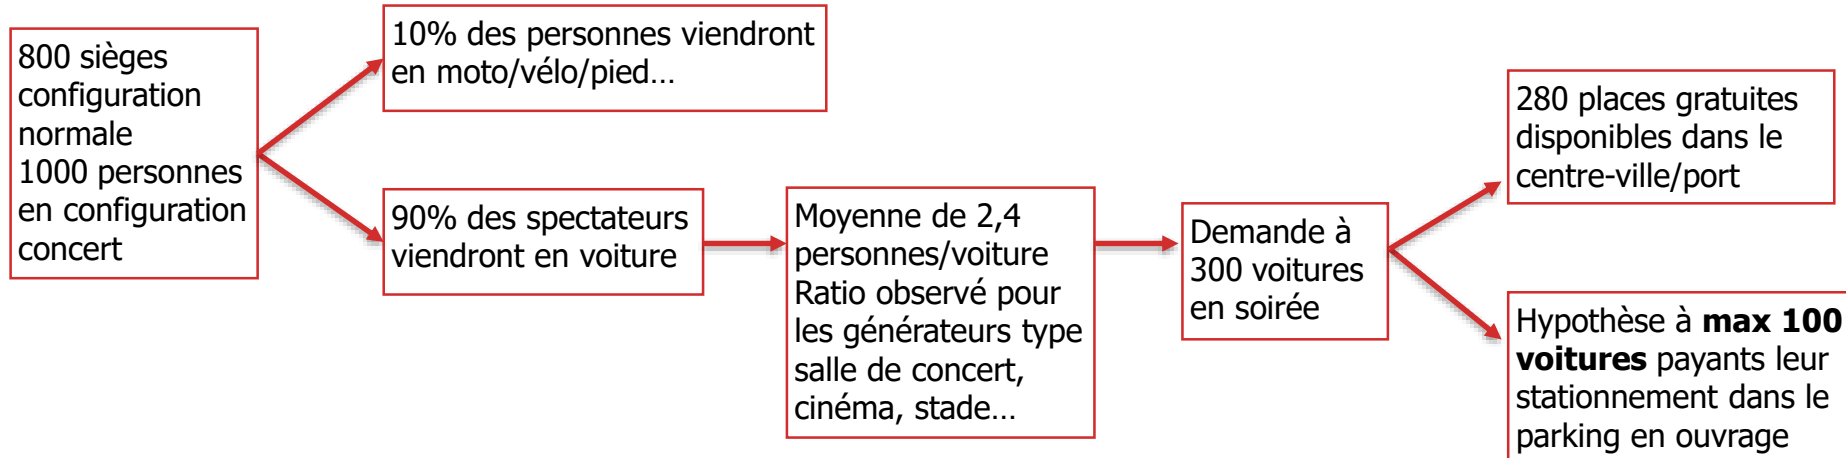 800 sièges
configuration
normale
1000 personnes
en configuration
concert
10% des personnes viendront
en moto/vélo/pied…
90% des spectateurs
viendront en voiture
Moyenne de 2,4
personnes/voiture
Ratio observé pour
les générateurs type
salle de concert,
cinéma, stade…
Demande à
300 voitures
en soirée
280 places gratuites
disponibles dans le
centre-ville/port
Hypothèse à max 100
voitures payants leur
stationnement dans le
parking en ouvrage